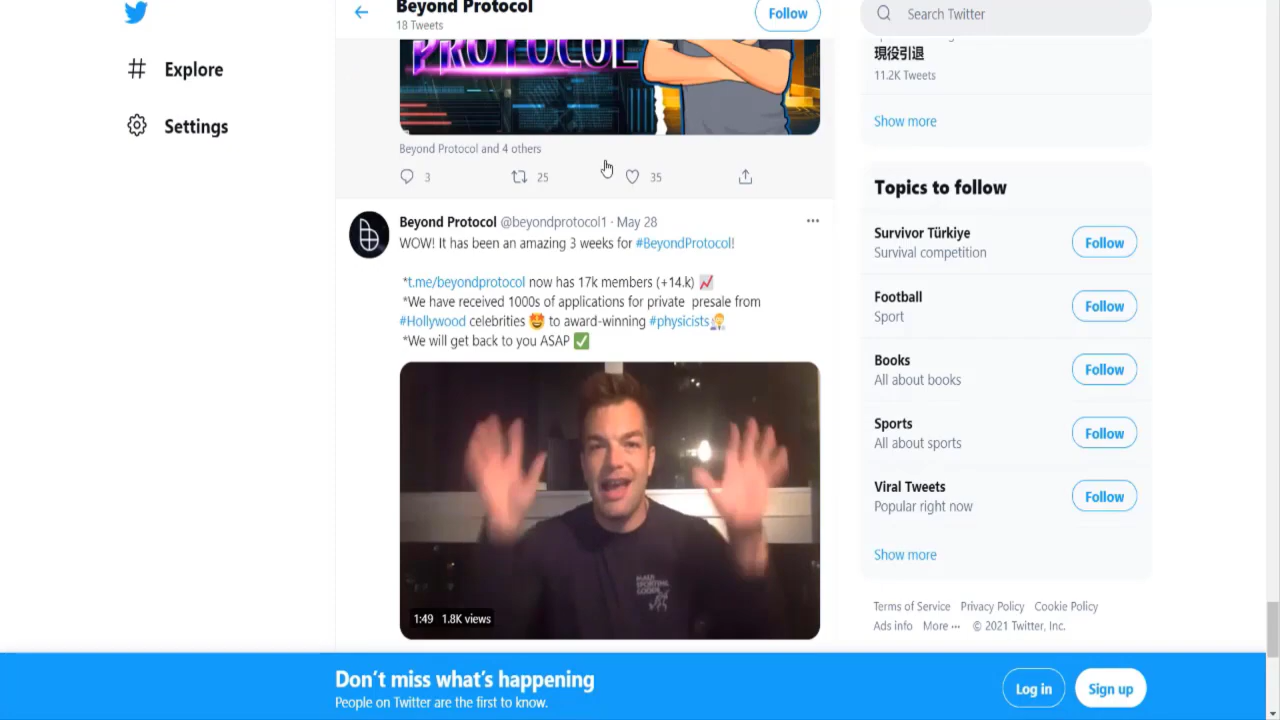 Beyond Protocol
18 Tweets
Follow
Search Twitter
Explore
Settings
PROTOCOL
現役引退
11.2K Tweets
Show more
Beyond Protocol and 4 others
3
25
35
Beyond Protocol @beyondprotocol1 · May 28
WOW! It has been an amazing 3 weeks for #BeyondProtocol!
*t.me/beyondprotocol now has 17k members (+14.k) 📈
*We have received 1000s of applications for private presale from
#Hollywood celebrities 🤩 to award-winning #physicists
*We will get back to you ASAP ✅
1:49 1.8K views
Topics to follow
Survivor Türkiye
Survival competition
Follow
Football
Sport
Follow
Books
All about books
Follow
Sports
All about sports
Follow
Viral Tweets
Popular right now
Follow
Show more
Terms of Service Privacy Policy Cookie Policy
Ads info More ··· © 2021 Twitter, Inc.
Don't miss what's happening
People on Twitter are the first to know.
Log in
Sign up